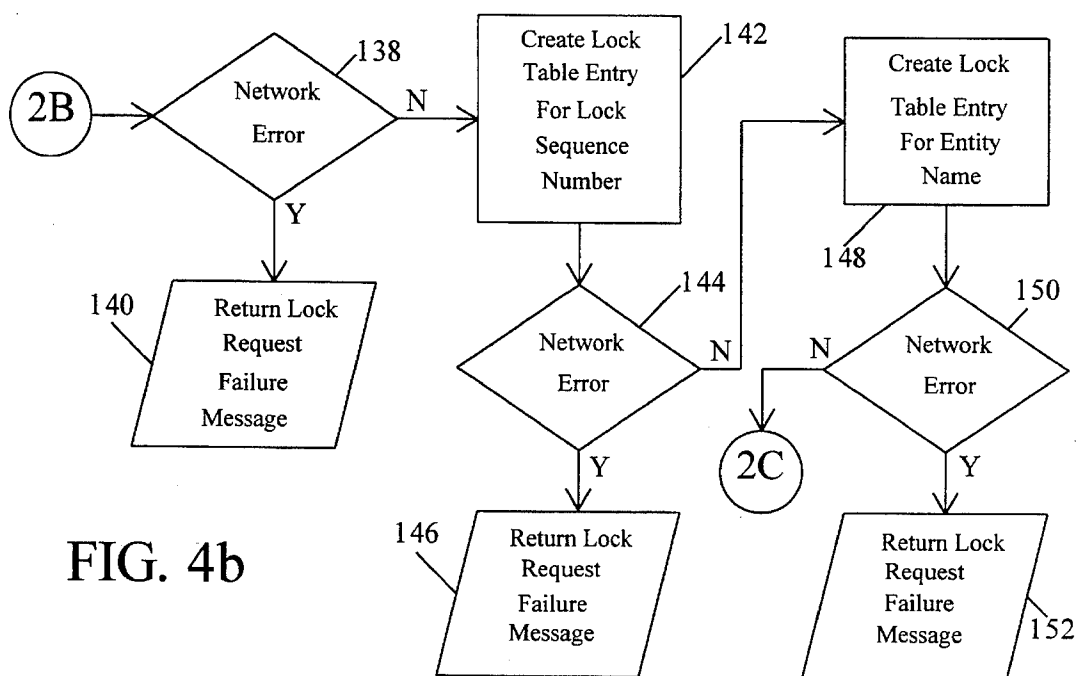 2B
138
Network
Error
N
Y
140
Return Lock
Request
Failure
Message
142
Create Lock
Table Entry
For Lock
Sequence
Number
144
Network
Error
N
Y
146
Return Lock
Request
Failure
Message
Create Lock
Table Entry
For Entity
Name
148
150
Network
Error
N
2C
Y
Return Lock
Request
Failure
Message
152
FIG. 4b